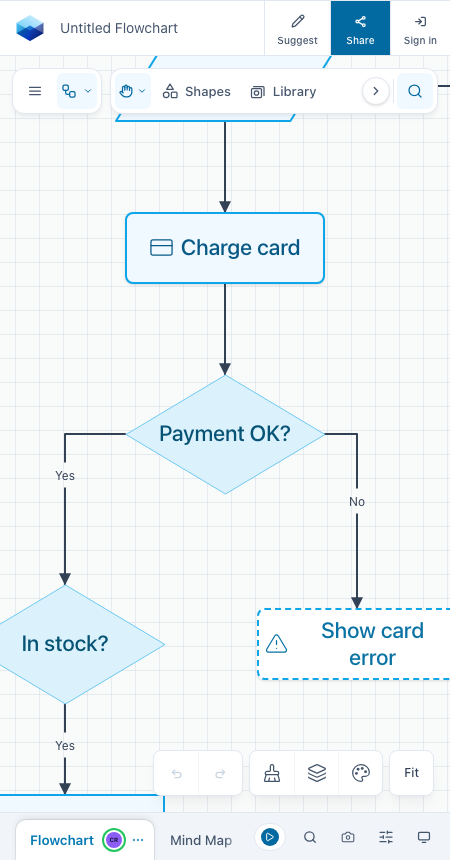 Untitled Flowchart
Suggest
Share
Sign in
Shapes
Library
Charge card
Payment OK?
Yes
No
In stock?
Show card
error
Yes
Fit
Flowchart
CR
Mind Map